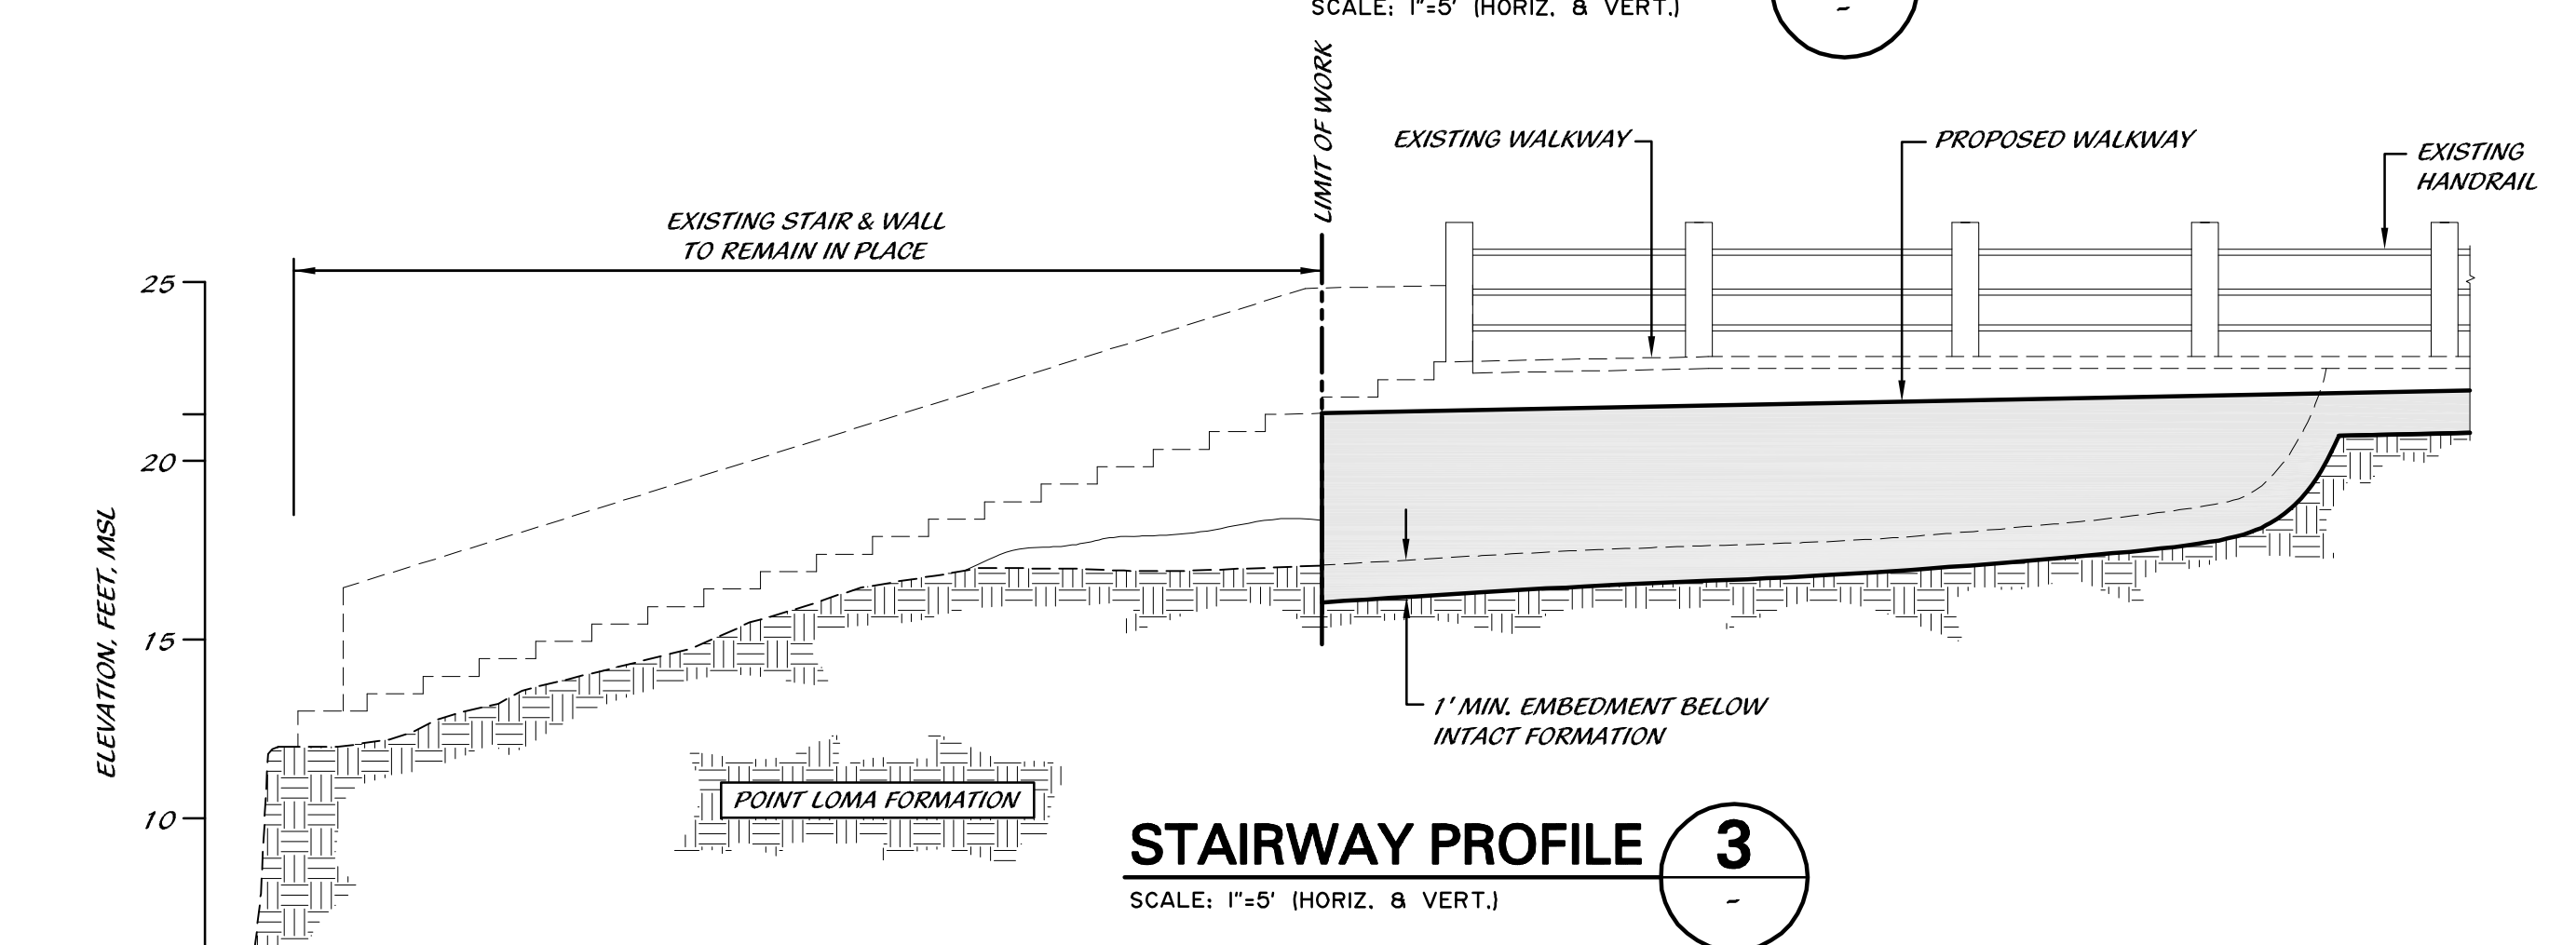 SCALE: 1"=5' (HORIZ. & VERT.)
-
LIMIT OF WORK
EXISTING WALKWAY
PROPOSED WALKWAY
EXISTING
HANDRAIL
EXISTING STAIR & WALL
TO REMAIN IN PLACE
25
20
15
10
ELEVATION, FEET, MSL
1' MIN. EMBEDMENT BELOW
INTACT FORMATION
POINT LOMA FORMATION
STAIRWAY PROFILE
3
SCALE: 1"=5' (HORIZ. & VERT.)
-